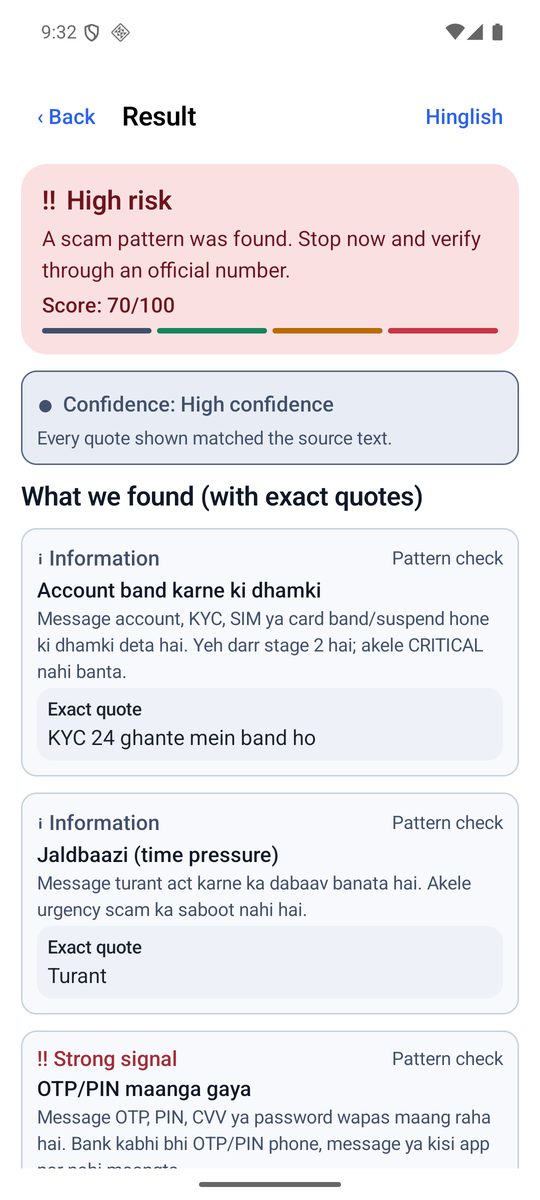 9:32
‹ Back Result Hinglish
!! High risk
A scam pattern was found. Stop now and verify
through an official number.
Score: 70/100
● Confidence: High confidence
Every quote shown matched the source text.
What we found (with exact quotes)
i Information Pattern check
Account band karne ki dhamki
Message account, KYC, SIM ya card band/suspend hone
ki dhamki deta hai. Yeh darr stage 2 hai; akele CRITICAL
nahi banta.
Exact quote
KYC 24 ghante mein band ho
i Information Pattern check
Jaldbaazi (time pressure)
Message turant act karne ka dabaav banata hai. Akele
urgency scam ka saboot nahi hai.
Exact quote
Turant
!! Strong signal Pattern check
OTP/PIN maanga gaya
Message OTP, PIN, CVV ya password wapas maang raha
hai. Bank kabhi bhi OTP/PIN phone, message ya kisi app